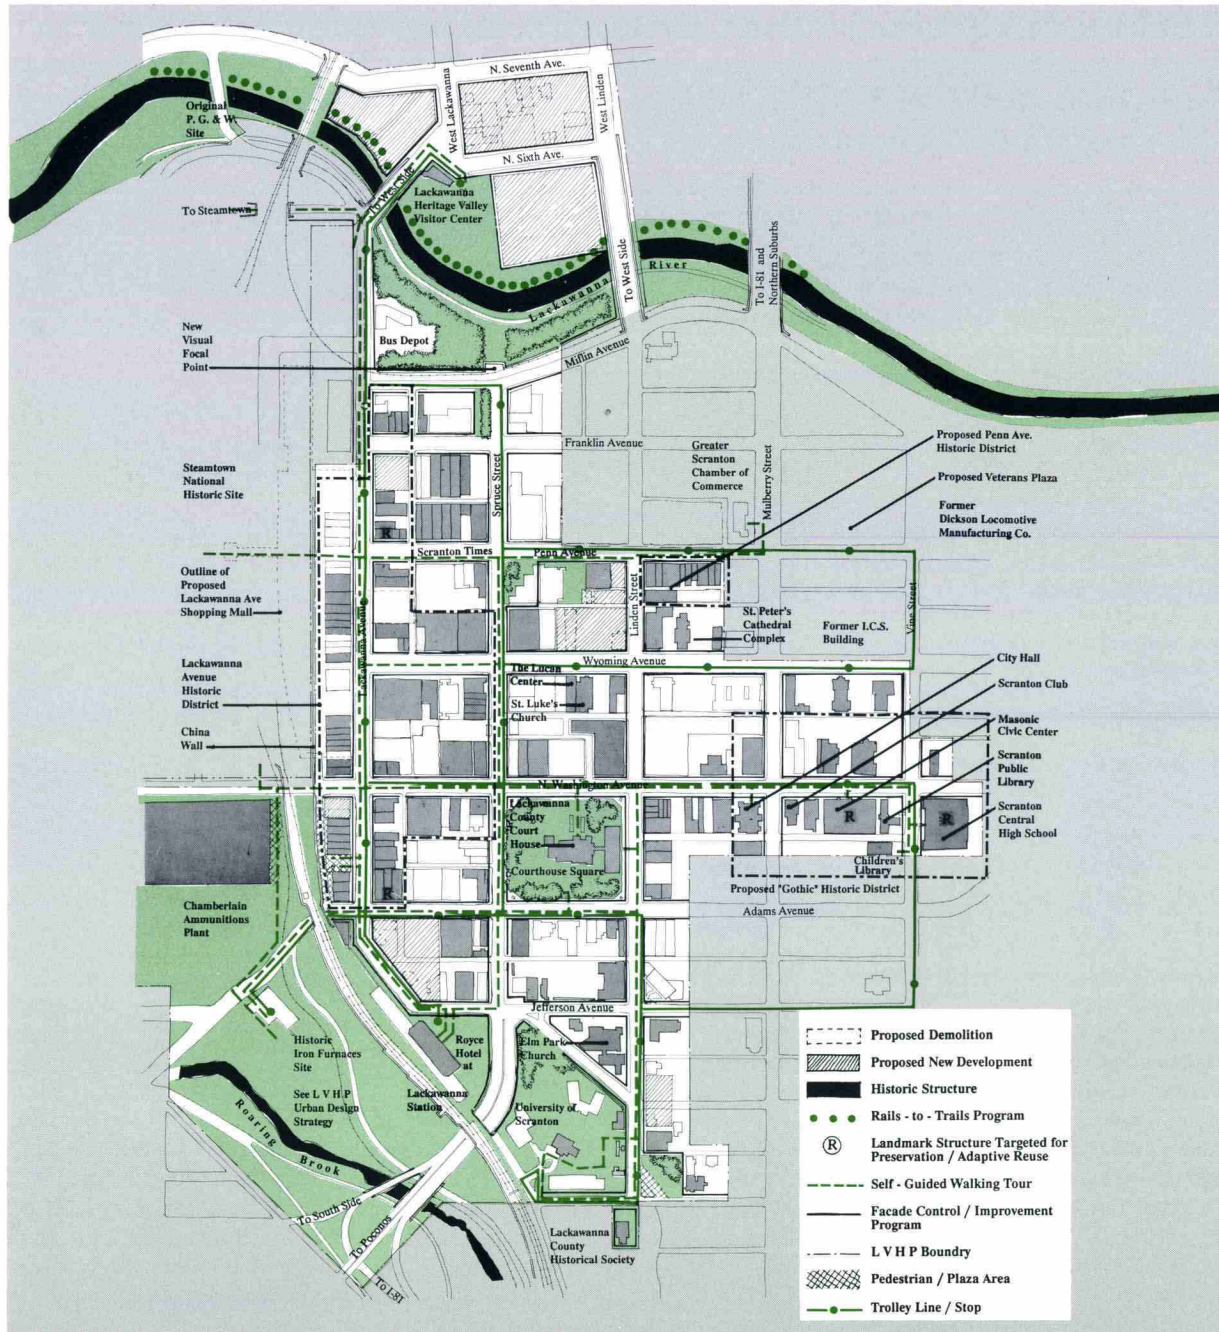 N. Seventh Ave.
West Lackawanna
West Linden
Original
P. G. & W.
Site
N. Sixth Ave.
To West Side
Lackawanna
Heritage Valley
Visitor Center
To Steamtown
To West Side
Lackawanna River
To I-81 and
Northern Suburbs
New
Visual
Focal
Point
Bus Depot
Miflin Avenue
Franklin Avenue
Greater
Scranton
Chamber of
Commerce
Mulberry Street
Proposed Penn Ave.
Historic District
Proposed Veterans Plaza
Former
Dickson Locomotive
Manufacturing Co.
Steamtown
National
Historic Site
Spruce Street
R
Scranton Times
Penn Avenue
Outline of
Proposed
Lackawanna Ave
Shopping Mall
Lackawanna Avenue
Linden Street
Vine Street
St. Peter's
Cathedral
Complex
Former I.C.S.
Building
Wyoming Avenue
Lackawanna
Avenue
Historic
District
China
Wall
The Lucan
Center
St. Luke's
Church
City Hall
Scranton Club
Masonic
Civic Center
Scranton
Public
Library
Scranton
Central
High School
N. Washington Avenue
Lackawanna
County
Court
House
Courthouse Square
R
R
R
Children's
Library
Proposed "Gothic" Historic District
Adams Avenue
Chamberlain
Ammunitions
Plant
Jefferson Avenue
Historic
Iron Furnaces
Site
See L V H P
Urban Design
Strategy
Royce
Hotel
at
Lackawanna
Station
Elm Park
Church
University of
Scranton
Roaring Brook
To South Side
To Poconos
To I-81
Lackawanna
County
Historical Society
Proposed Demolition
Proposed New Development
Historic Structure
Rails - to - Trails Program
R
Landmark Structure Targeted for
Preservation / Adaptive Reuse
Self - Guided Walking Tour
Facade Control / Improvement
Program
L V H P Boundry
Pedestrian / Plaza Area
Trolley Line / Stop